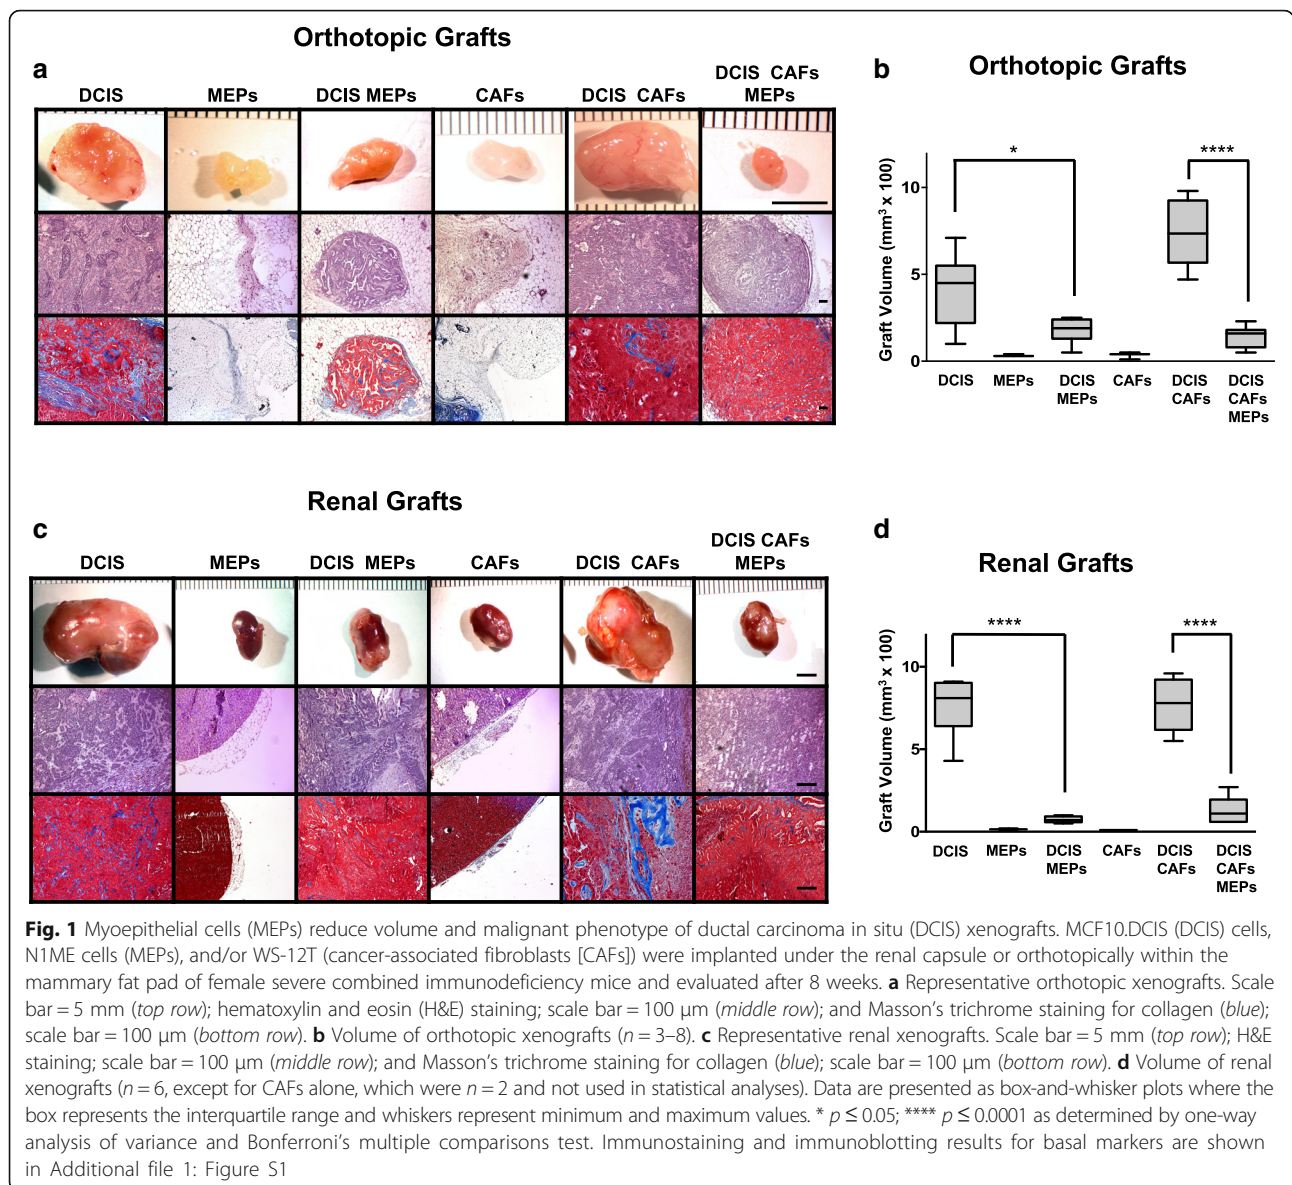 Orthotopic Grafts
a
DCIS MEPs DCIS MEPs CAFs DCIS CAFs DCIS CAFs
MEPs
b
Orthotopic Grafts
Graft Volume (mm³ x 100)
10
5
0
*
****
DCIS MEPs DCIS CAFs DCIS DCIS
MEPs CAFs CAFs
MEPs
Renal Grafts
c
DCIS MEPs DCIS MEPs CAFs DCIS CAFs DCIS CAFs
MEPs
d
Renal Grafts
Graft Volume (mm³ x 100)
10
5
0
****
****
DCIS MEPs DCIS CAFs DCIS DCIS
MEPs CAFs CAFs
MEPs
Fig. 1 Myoepithelial cells (MEPs) reduce volume and malignant phenotype of ductal carcinoma in situ (DCIS) xenografts. MCF10.DCIS (DCIS) cells,
N1ME cells (MEPs), and/or WS-12T (cancer-associated fibroblasts [CAFs]) were implanted under the renal capsule or orthotopically within the
mammary fat pad of female severe combined immunodeficiency mice and evaluated after 8 weeks. a Representative orthotopic xenografts. Scale
bar = 5 mm (top row); hematoxylin and eosin (H&E) staining; scale bar = 100 μm (middle row); and Masson's trichrome staining for collagen (blue);
scale bar = 100 μm (bottom row). b Volume of orthotopic xenografts (n = 3–8). c Representative renal xenografts. Scale bar = 5 mm (top row); H&E
staining; scale bar = 100 μm (middle row); and Masson's trichrome staining for collagen (blue); scale bar = 100 μm (bottom row). d Volume of renal
xenografts (n = 6, except for CAFs alone, which were n = 2 and not used in statistical analyses). Data are presented as box-and-whisker plots where the
box represents the interquartile range and whiskers represent minimum and maximum values. * p ≤ 0.05; **** p ≤ 0.0001 as determined by one-way
analysis of variance and Bonferroni's multiple comparisons test. Immunostaining and immunoblotting results for basal markers are shown
in Additional file 1: Figure S1